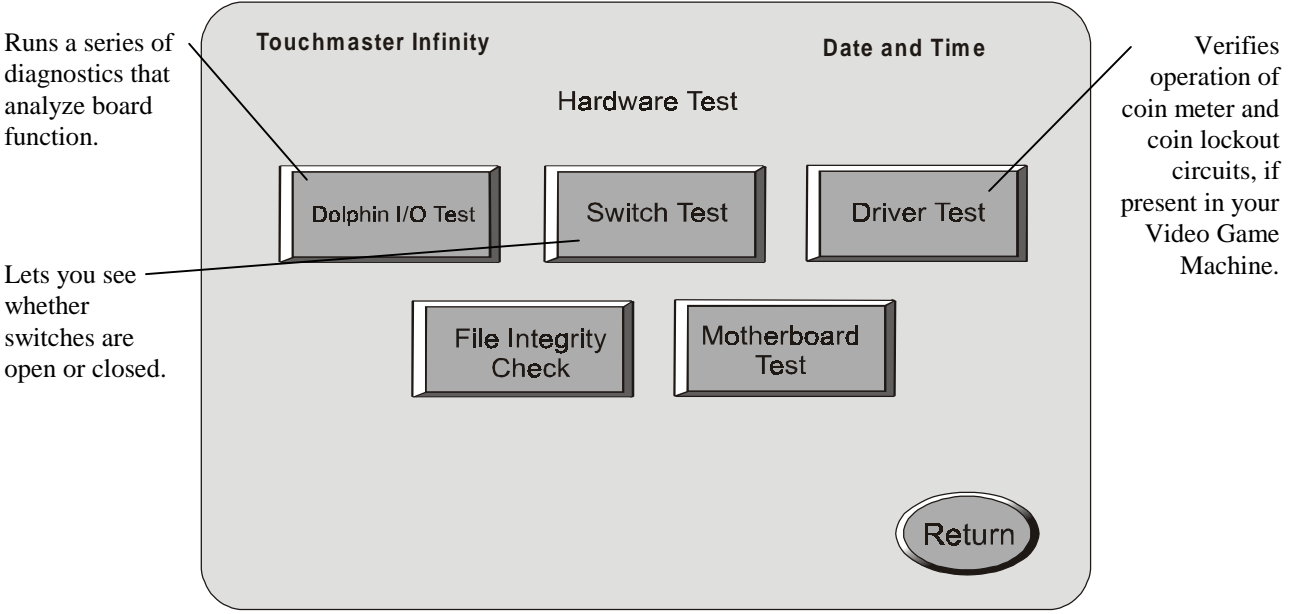 Runs a series of
diagnostics that
analyze board
function.
Lets you see
whether
switches are
open or closed.
Touchmaster Infinity
Date and Time
Hardware Test
Dolphin I/O Test
Switch Test
Driver Test
File Integrity
Check
Motherboard
Test
Return
Verifies
operation of
coin meter and
coin lockout
circuits, if
present in your
Video Game
Machine.